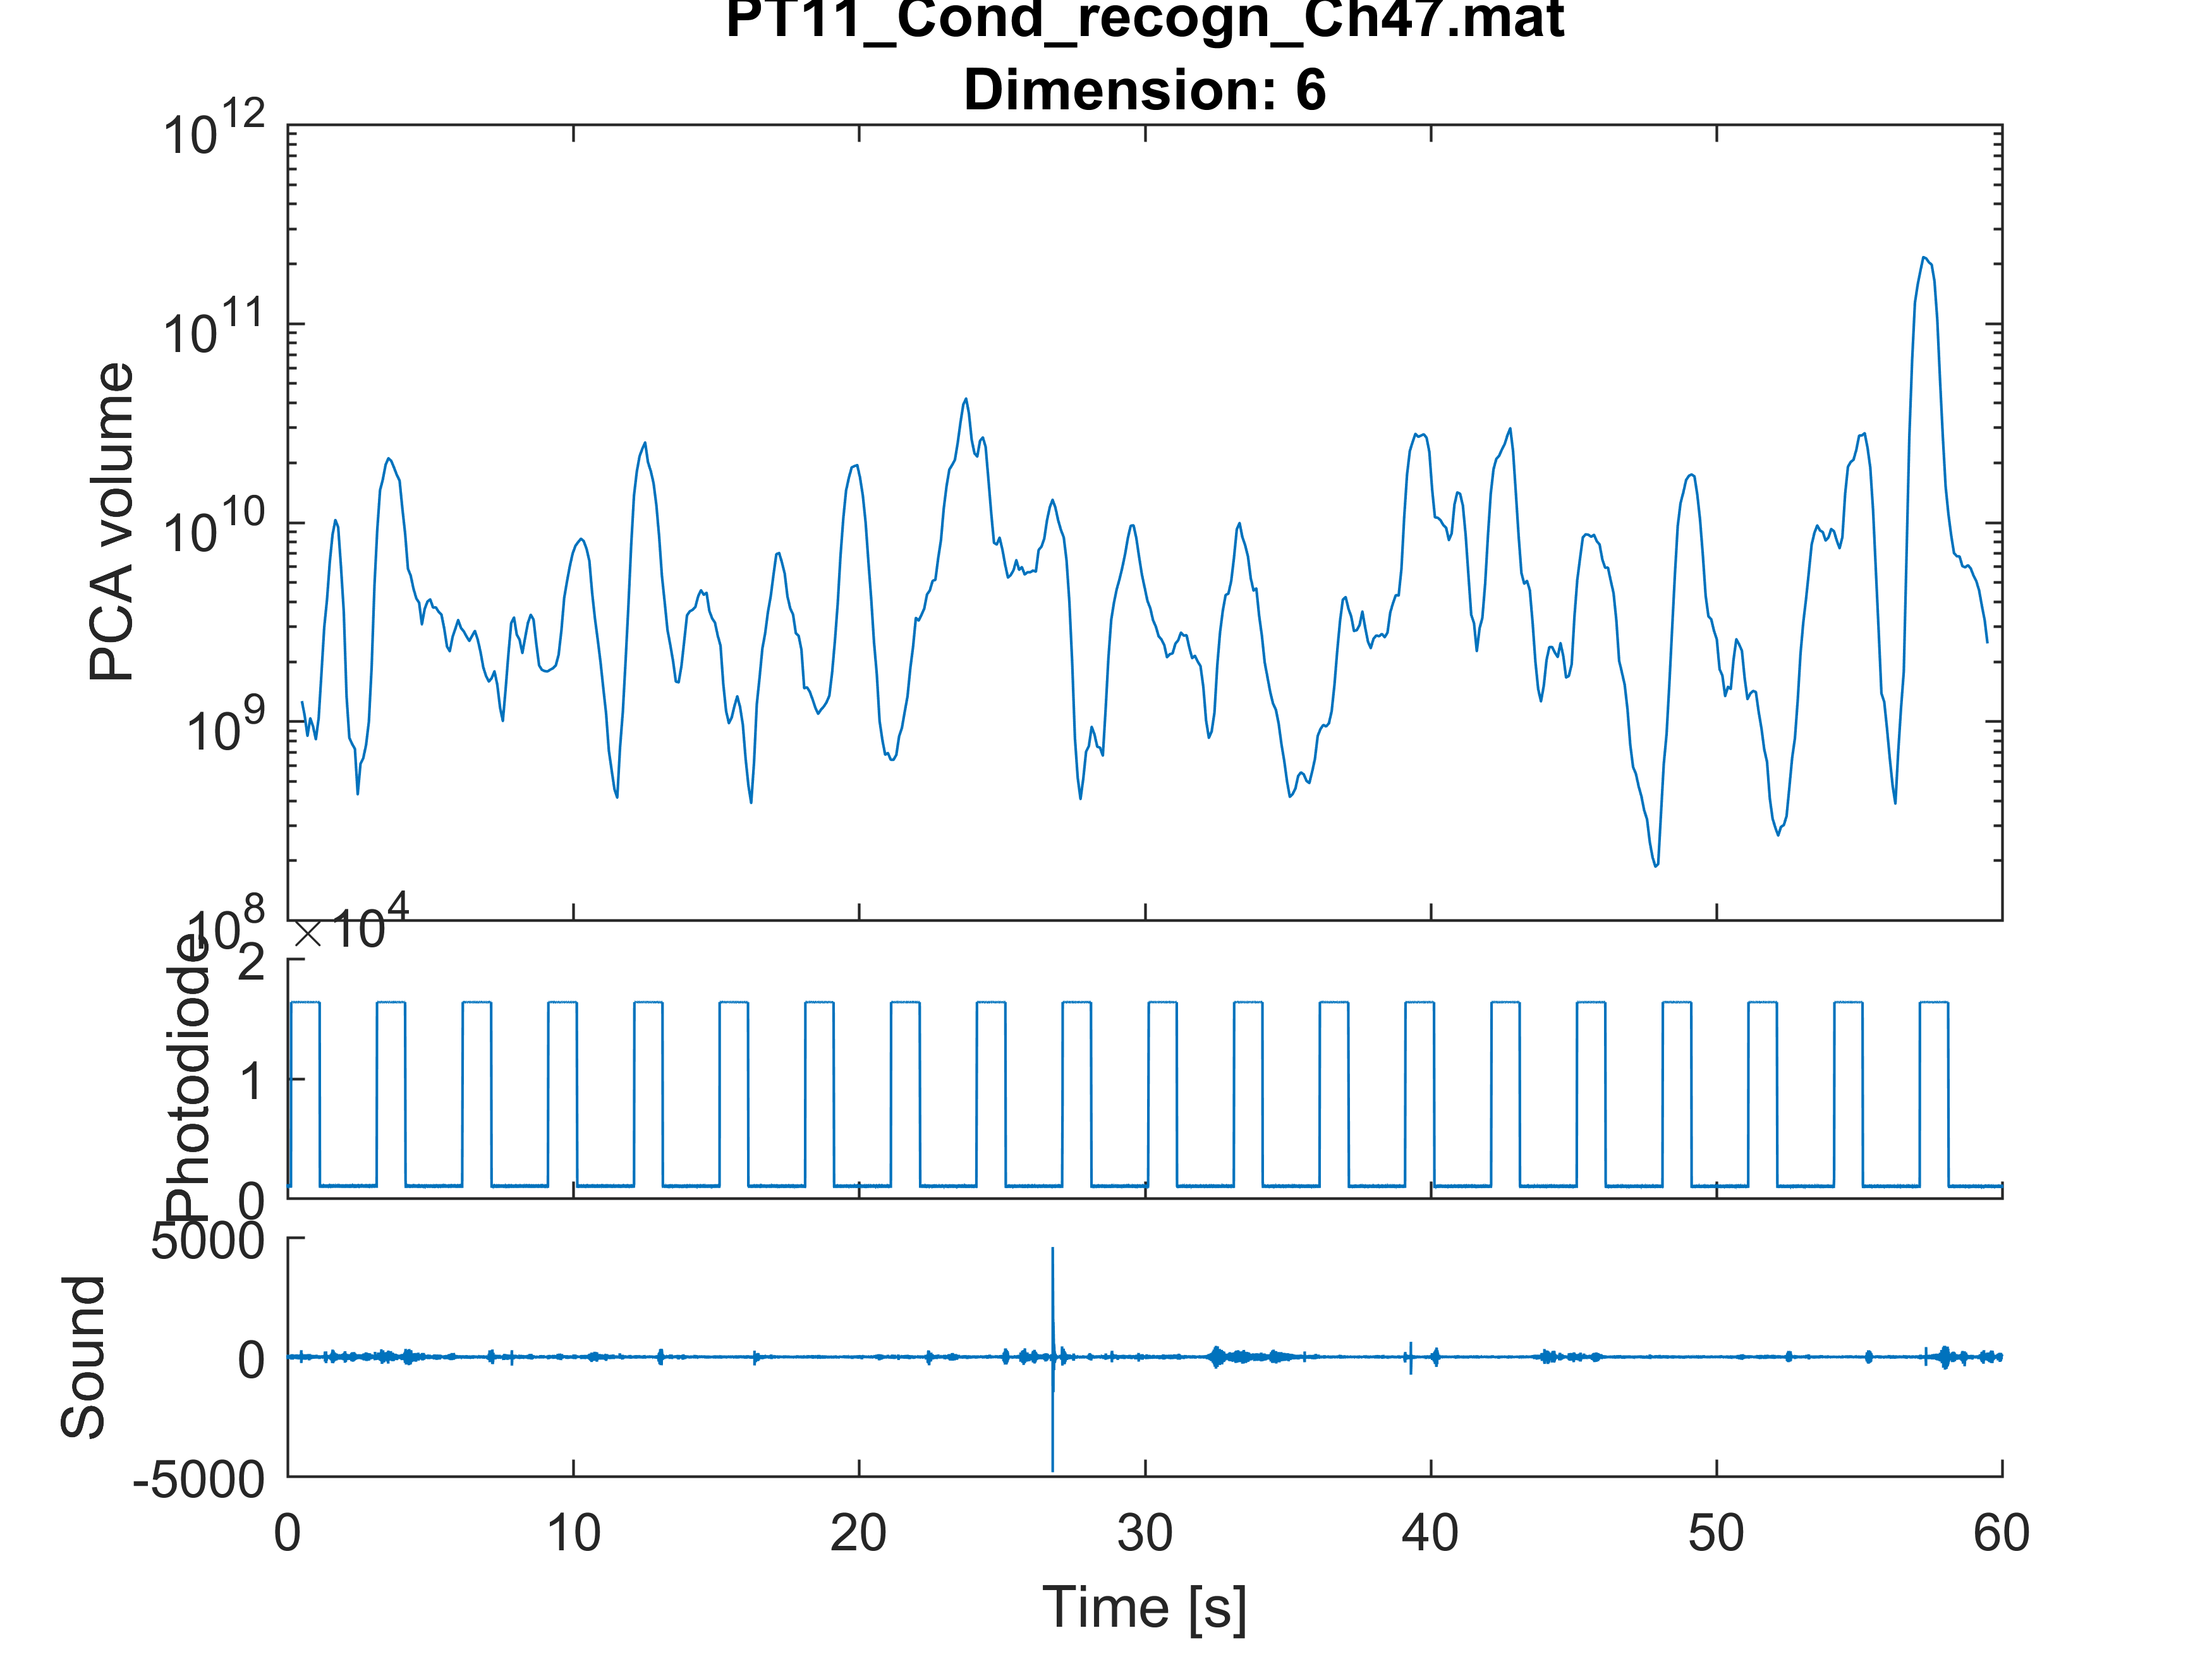 PT11_Cond_recogn_Ch47.mat
Dimension: 6
10^12
10^11
10^10
10^9
10^8
PCA volume
× 10^4
2
1
0
Photodiode
5000
0
-5000
Sound
0 10 20 30 40 50 60
Time [s]